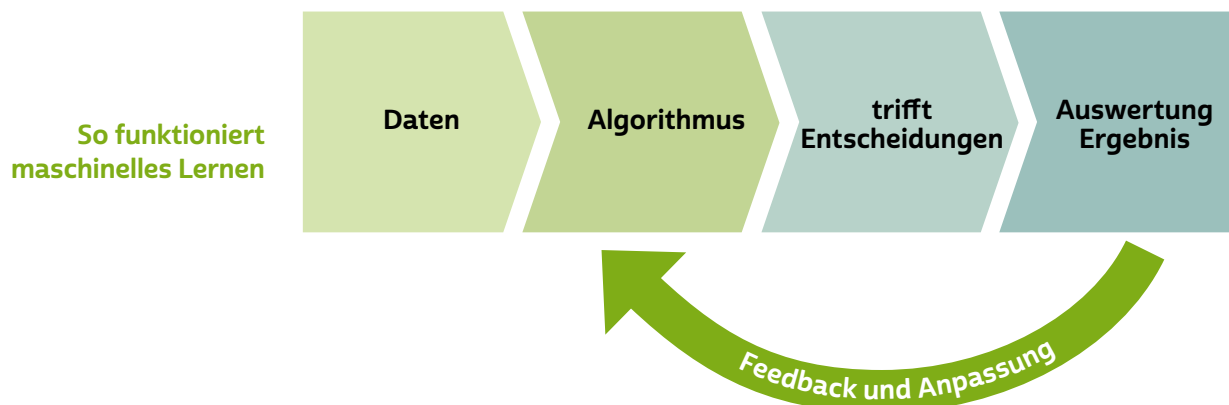 So funktioniert
maschinelles Lernen
Daten
Algorithmus
trifft
Entscheidungen
Auswertung
Ergebnis
Feedback und Anpassung